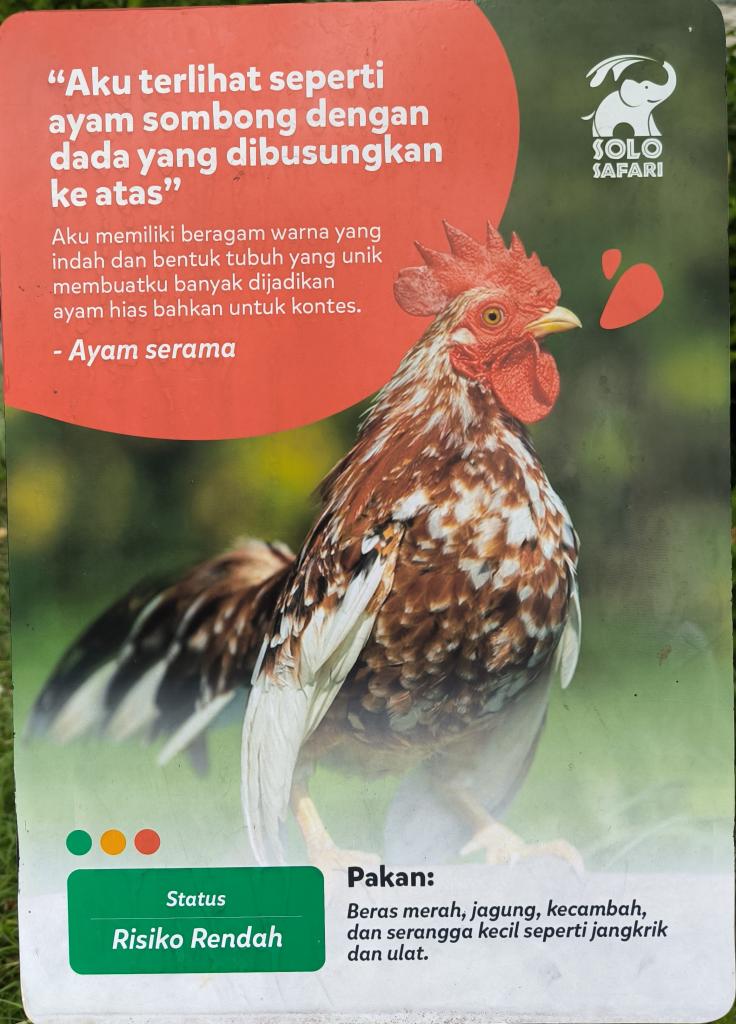 “Aku terlihat seperti
ayam sombong dengan
dada yang dibusungkan
ke atas”
Aku memiliki beragam warna yang
indah dan bentuk tubuh yang unik
membuatku banyak dijadikan
ayam hias bahkan untuk kontes.
- Ayam serama
SOLO
SAFARI
Status
Risiko Rendah
Pakan:
Beras merah, jagung, kecambah,
dan serangga kecil seperti jangkrik
dan ulat.